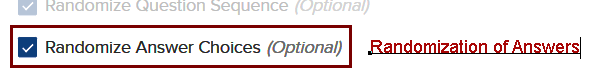 Randomize Question Sequence (Optional)
Randomize Answer Choices (Optional) Randomization of Answers